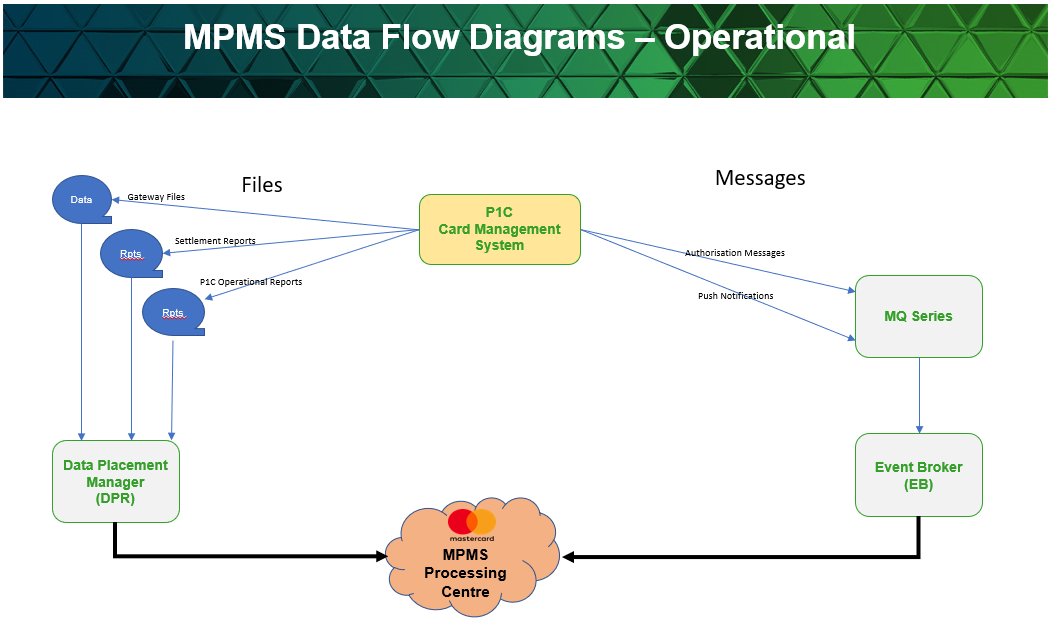 MPMS Data Flow Diagrams – Operational
Files
Messages
Data
Gateway Files
P1C
Card Management
System
Settlement Reports
Rpts
Authorisation Messages
P1C Operational Reports
Push Notifications
Rpts
MQ Series
Data Placement
Manager
(DPR)
Event Broker
(EB)
mastercard
MPMS
Processing
Centre